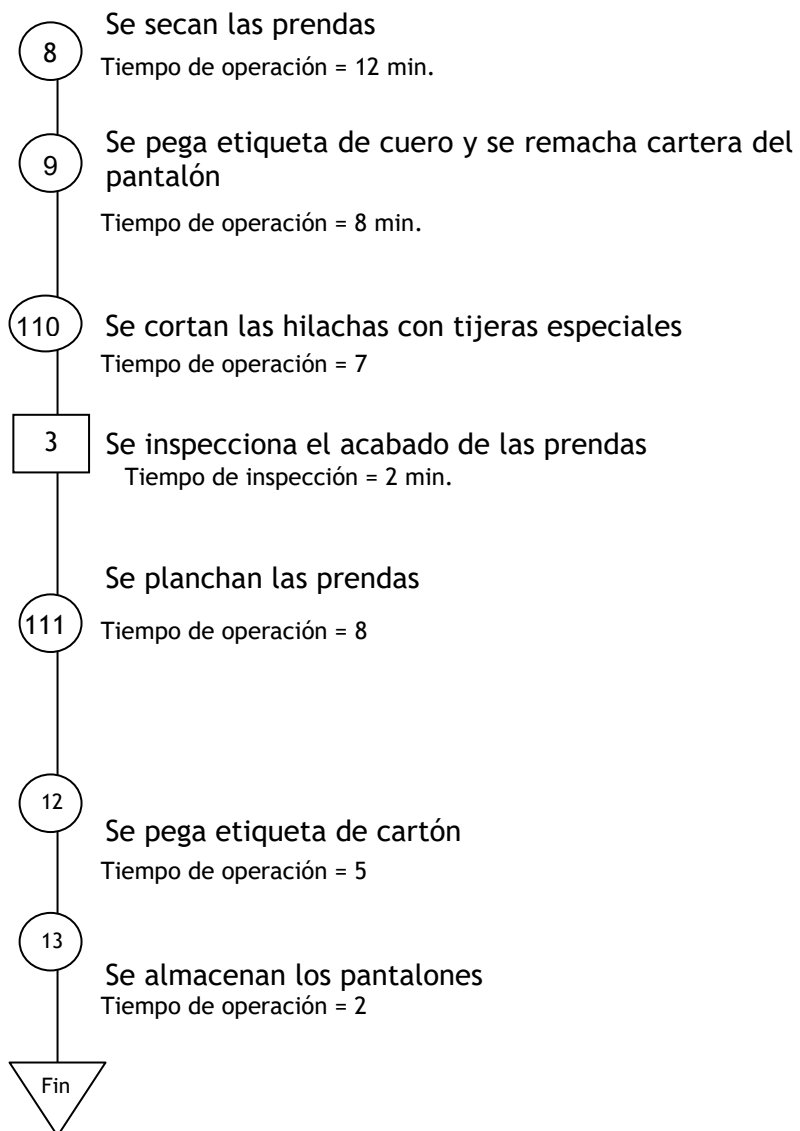 Se secan las prendas
8
Tiempo de operación = 12 min.
Se pega etiqueta de cuero y se remacha cartera del
9
pantalón
Tiempo de operación = 8 min.
110
Se cortan las hilachas con tijeras especiales
Tiempo de operación = 7
3
Se inspecciona el acabado de las prendas
Tiempo de inspección = 2 min.
Se planchan las prendas
111
Tiempo de operación = 8
12
Se pega etiqueta de cartón
Tiempo de operación = 5
13
Se almacenan los pantalones
Tiempo de operación = 2
Fin